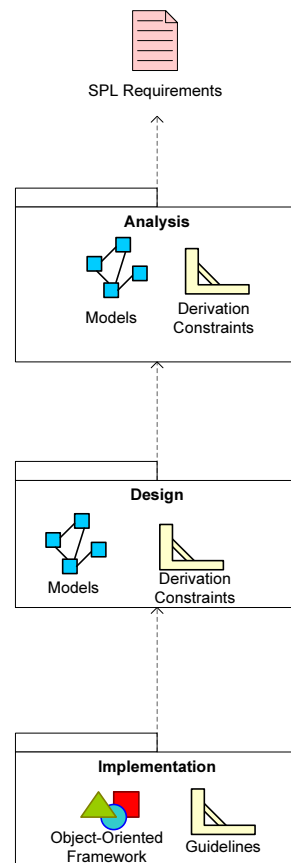 SPL Requirements
Analysis
Models
Derivation
Constraints
Design
Models
Derivation
Constraints
Implementation
Object-Oriented
Framework
Guidelines